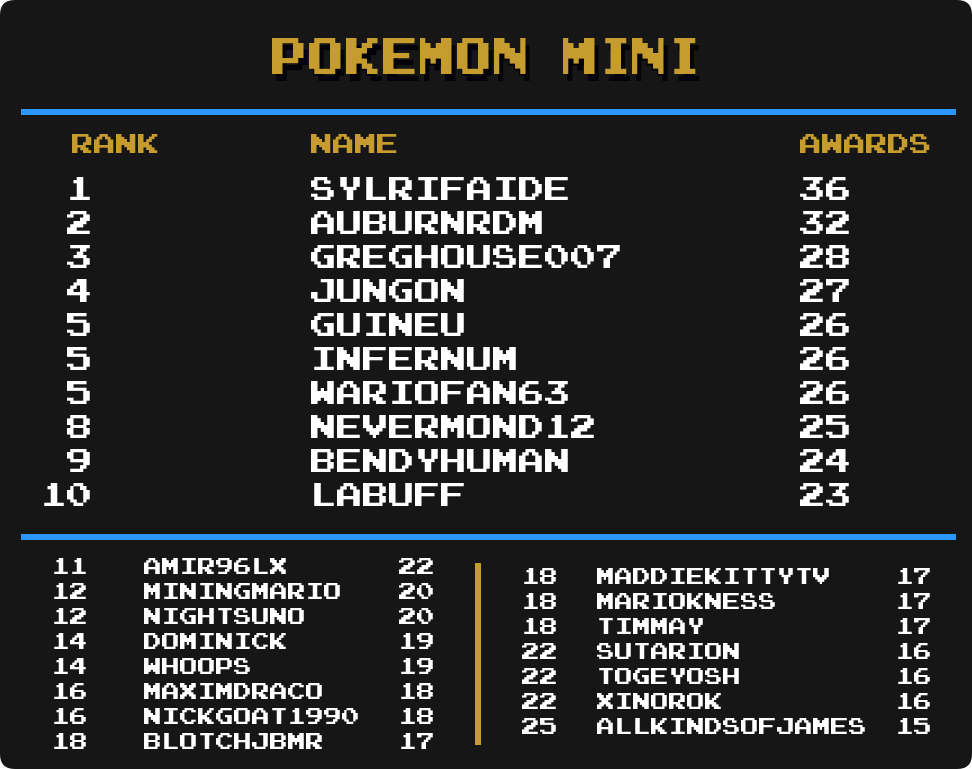 POKEMON MINI
RANK NAME AWARDS
1 SYLRIFAIDE 36
2 AUBURNRDM 32
3 GREGHOUSE007 28
4 JUNGON 27
5 GUINEU 26
5 INFERNUM 26
5 WARIOFAN63 26
8 NEVERMOND12 25
9 BENDYHUMAN 24
10 LABUFF 23
11 AMIR96LX 22
12 MININGMARIO 20
12 NIGHTSUNO 20
14 DOMINICK 19
14 WHOOPS 19
16 MAXIMDRACO 18
16 NICKGOAT1990 18
18 BLOTCHJBMR 17
18 MADDIEKITTYTV 17
18 MARIOKNESS 17
18 TIMMAY 17
22 SUTARION 16
22 TOGEYOSH 16
22 XINOROK 16
25 ALLKINDSOFJAMES 15